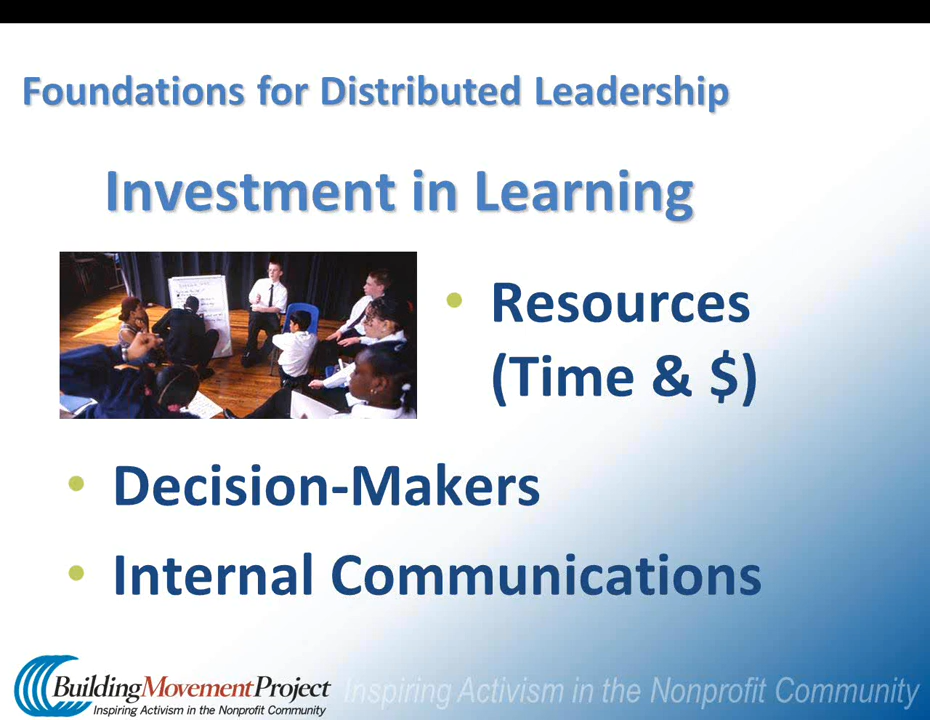 Foundations for Distributed Leadership
Investment in Learning
• Resources
(Time & $)
• Decision-Makers
• Internal Communications
BuildingMovementProject
Inspiring Activism in the Nonprofit Community
Inspiring Activism in the Nonprofit Community